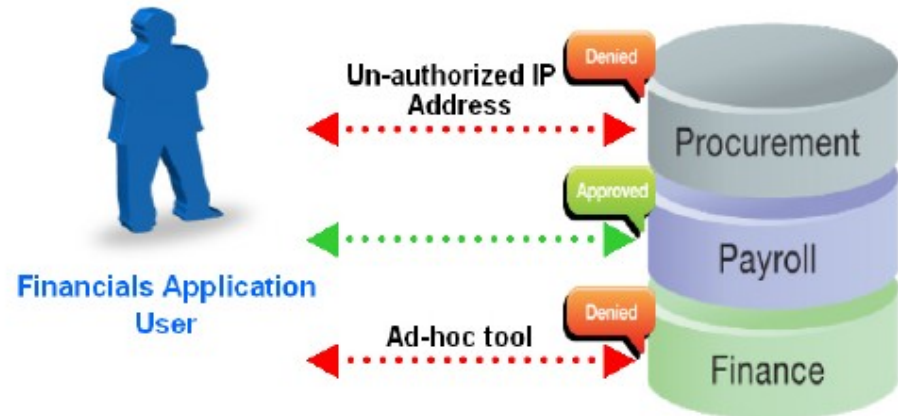 Denied
Un-authorized IP
Address
Procurement
Approved
Payroll
Financials Application
User
Denied
Ad-hoc tool
Finance